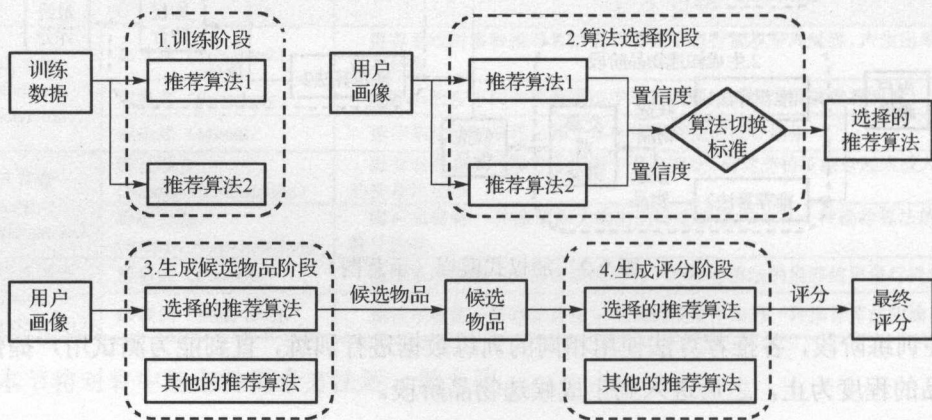 1.训练阶段
训练
数据
推荐算法1
推荐算法2
2.算法选择阶段
用户
画像
推荐算法1
推荐算法2
置信度
置信度
算法切换
标准
选择的
推荐算法
3.生成候选物品阶段
用户
画像
选择的推荐算法
其他的推荐算法
候选物品
候选
物品
4.生成评分阶段
选择的推荐算法
其他的推荐算法
评分
最终
评分